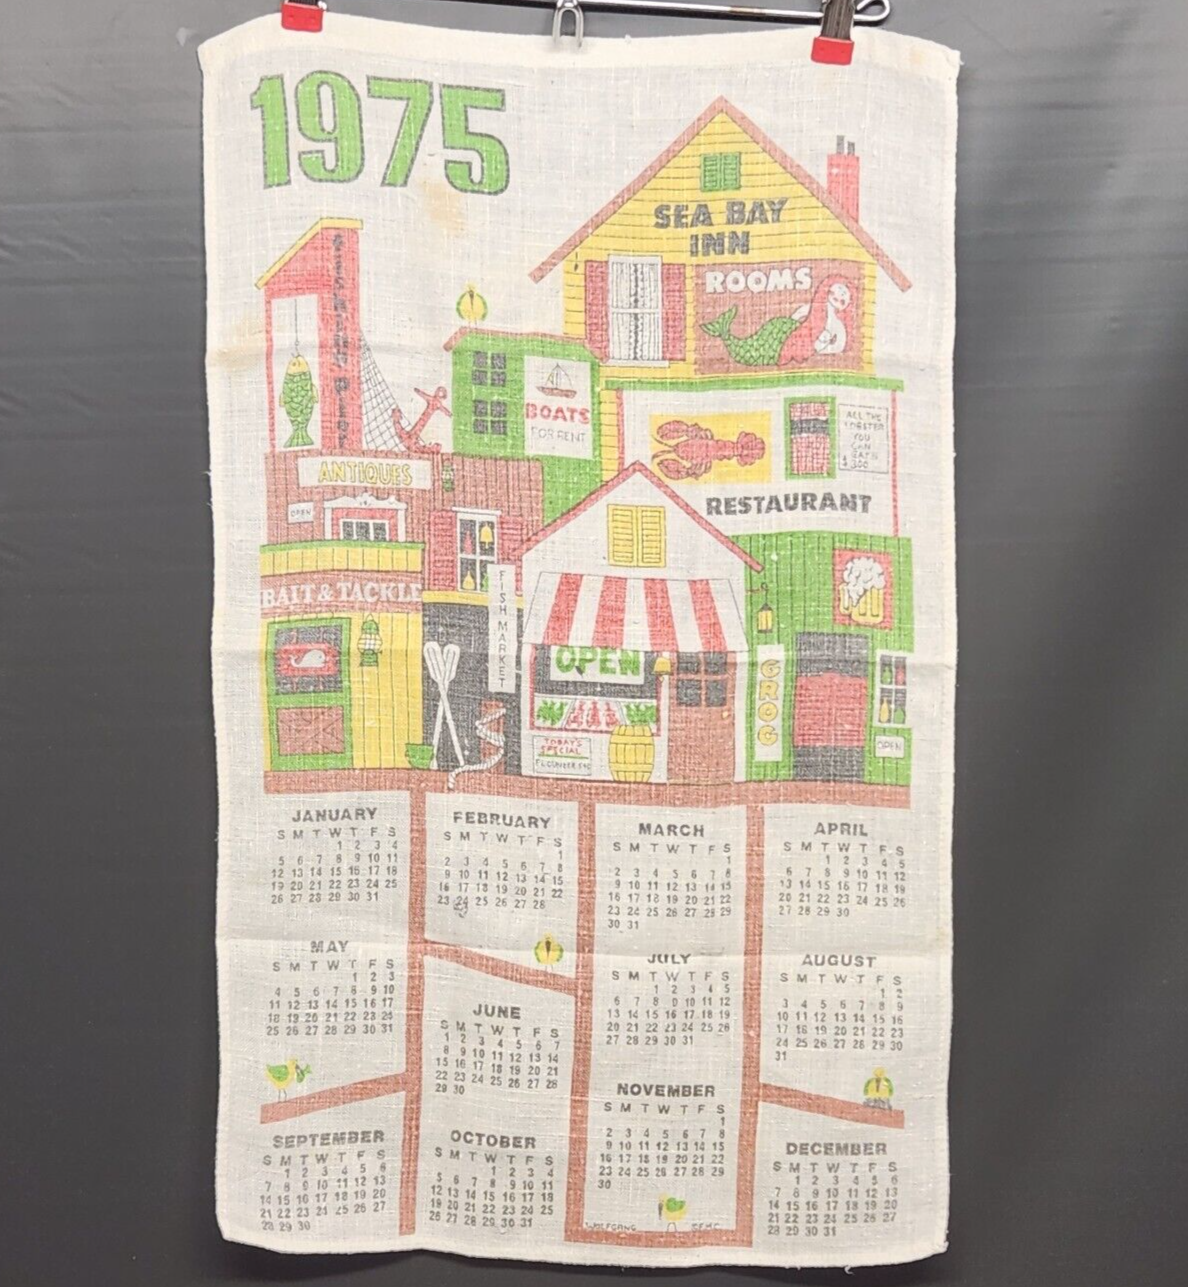 1975
SEA BAY
INN
ROOMS
BOATS
FOR RENT
ALL THE
LOBSTER
YOU
CAN
EAT
RESTAURANT
ANTIQUES
OPEN
BAIT & TACKLE
FISH MARKET
OPEN
TODAY'S
SPECIAL
FLOUNDER
GROG
OPEN
JANUARY
S M T W T F S
1 2 3 4
5 6 7 8 9 10 11
12 13 14 15 16 17 18
19 20 21 22 23 24 25
26 27 28 29 30 31
FEBRUARY
S M T W T F S
1
2 3 4 5 6 7 8
9 10 11 12 13 14 15
16 17 18 19 20 21 22
23 24 25 26 27 28
MARCH
S M T W T F S
1
2 3 4 5 6 7 8
9 10 11 12 13 14 15
16 17 18 19 20 21 22
23 24 25 26 27 28 29
30 31
APRIL
S M T W T F S
1 2 3 4 5
6 7 8 9 10 11 12
13 14 15 16 17 18 19
20 21 22 23 24 25 26
27 28 29 30
MAY
S M T W T F S
1 2 3
4 5 6 7 8 9 10
11 12 13 14 15 16 17
18 19 20 21 22 23 24
25 26 27 28 29 30 31
JUNE
S M T W T F S
1 2 3 4 5 6 7
8 9 10 11 12 13 14
15 16 17 18 19 20 21
22 23 24 25 26 27 28
29 30
JULY
S M T W T F S
1 2 3 4 5
6 7 8 9 10 11 12
13 14 15 16 17 18 19
20 21 22 23 24 25 26
27 28 29 30 31
AUGUST
S M T W T F S
1 2
3 4 5 6 7 8 9
10 11 12 13 14 15 16
17 18 19 20 21 22 23
24 25 26 27 28 29 30
31
SEPTEMBER
S M T W T F S
1 2 3 4 5 6
7 8 9 10 11 12 13
14 15 16 17 18 19 20
21 22 23 24 25 26 27
28 29 30
OCTOBER
S M T W T F S
1 2 3 4
5 6 7 8 9 10 11
12 13 14 15 16 17 18
19 20 21 22 23 24 25
26 27 28 29 30 31
NOVEMBER
S M T W T F S
1
2 3 4 5 6 7 8
9 10 11 12 13 14 15
16 17 18 19 20 21 22
23 24 25 26 27 28 29
30
DECEMBER
S M T W T F S
1 2 3 4 5 6
7 8 9 10 11 12 13
14 15 16 17 18 19 20
21 22 23 24 25 26 27
28 29 30 31
WOLFGANG